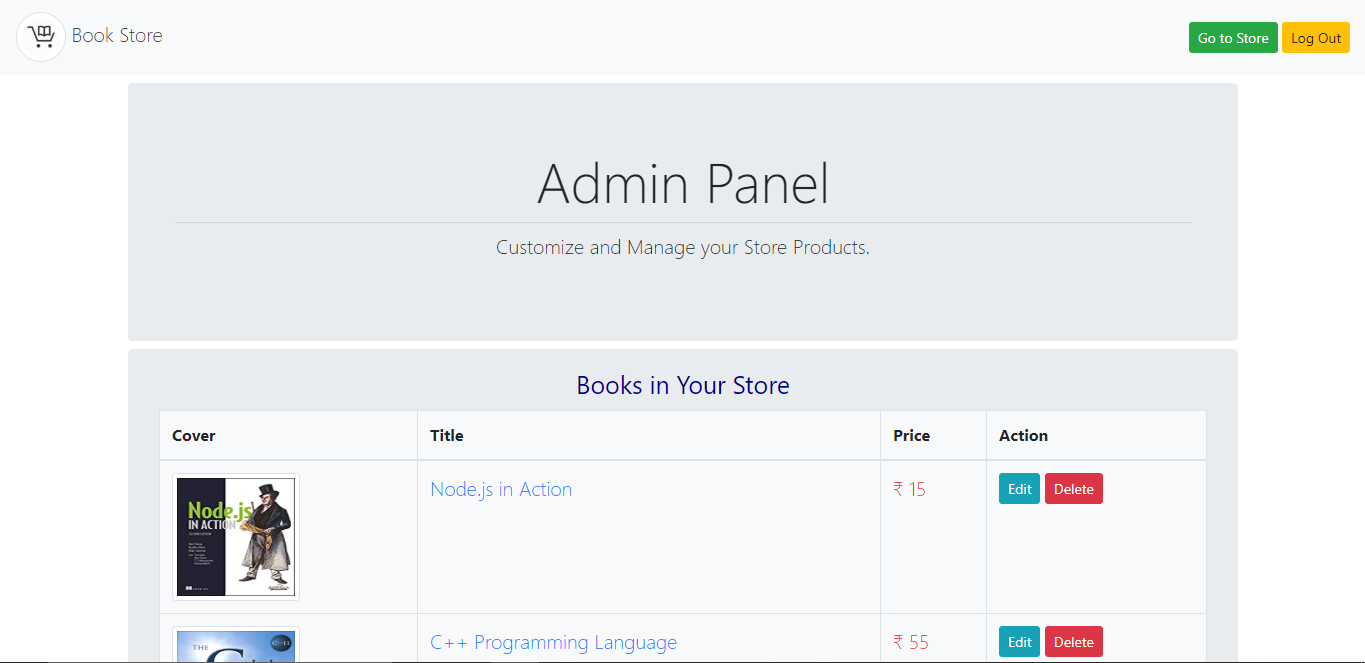 Book Store
Go to Store
Log Out
Admin Panel
Customize and Manage your Store Products.
Books in Your Store
Cover
Title
Price
Action
Node.js
IN ACTION
Node.js in Action
₹ 15
Edit
Delete
THE
C++
C++ Programming Language
₹ 55
Edit
Delete